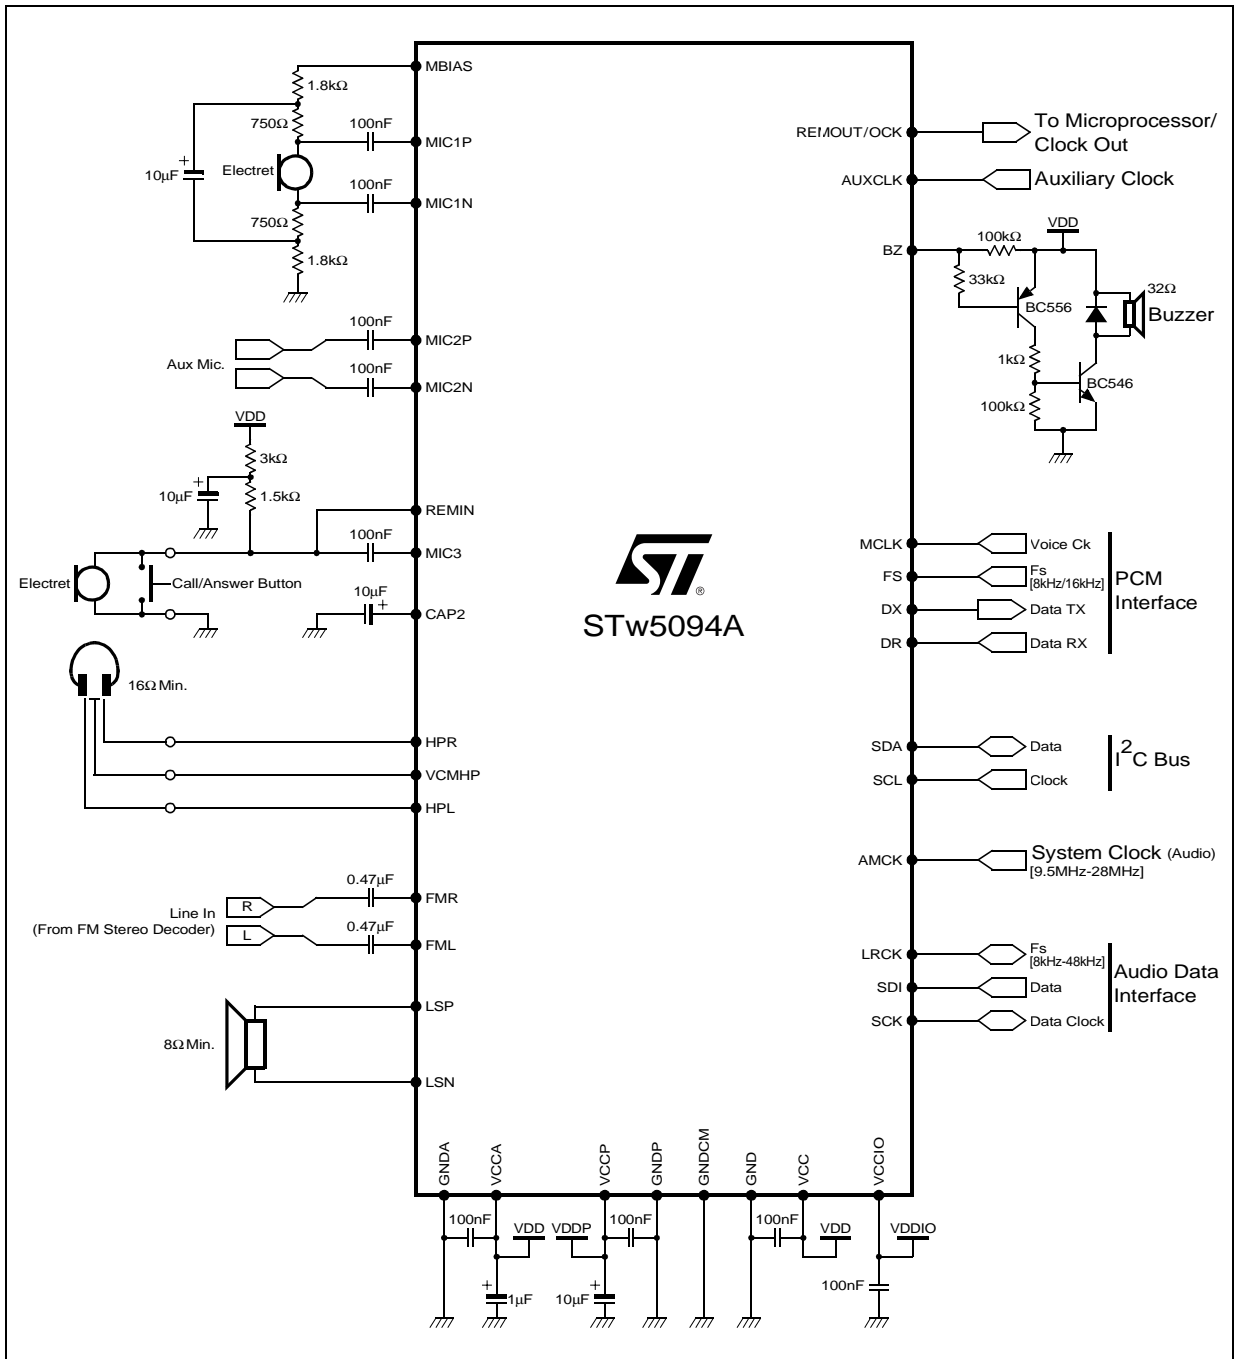 MBIAS
1.8kΩ
750Ω
100nF
MIC1P
10μF
+
Electret
100nF
MIC1N
750Ω
1.8kΩ
100nF
MIC2P
Aux Mic.
100nF
MIC2N
VDD
3kΩ
+
10μF
1.5kΩ
REMIN
100nF
MIC3
Electret
Call/Answer Button
10μF
+
CAP2
16Ω Min.
HPR
VCMHP
HPL
0.47μF
R
FMR
Line In
(From FM Stereo Decoder)
0.47μF
L
FML
LSP
8Ω Min.
LSN
ST
®
STw5094A
REMOUT/OCK
To Microprocessor/
Clock Out
AUXCLK
Auxiliary Clock
VDD
BZ
100kΩ
33kΩ
BC556
32Ω
Buzzer
1kΩ
BC546
100kΩ
MCLK
Voice Ck
FS
Fs
[8kHz/16kHz]
DX
Data TX
DR
Data RX
PCM
Interface
SDA
Data
SCL
Clock
I2C Bus
AMCK
System Clock (Audio)
[9.5MHz-28MHz]
LRCK
Fs
[8kHz-48kHz]
SDI
Data
SCK
Data Clock
Audio Data
Interface
GNDA
VCCA
VCCP
GNDP
GNDCM
GND
VCC
VCCIO
100nF
VDD
VDDP
100nF
100nF
VDD
VDDIO
+
1μF
+
10μF
100nF